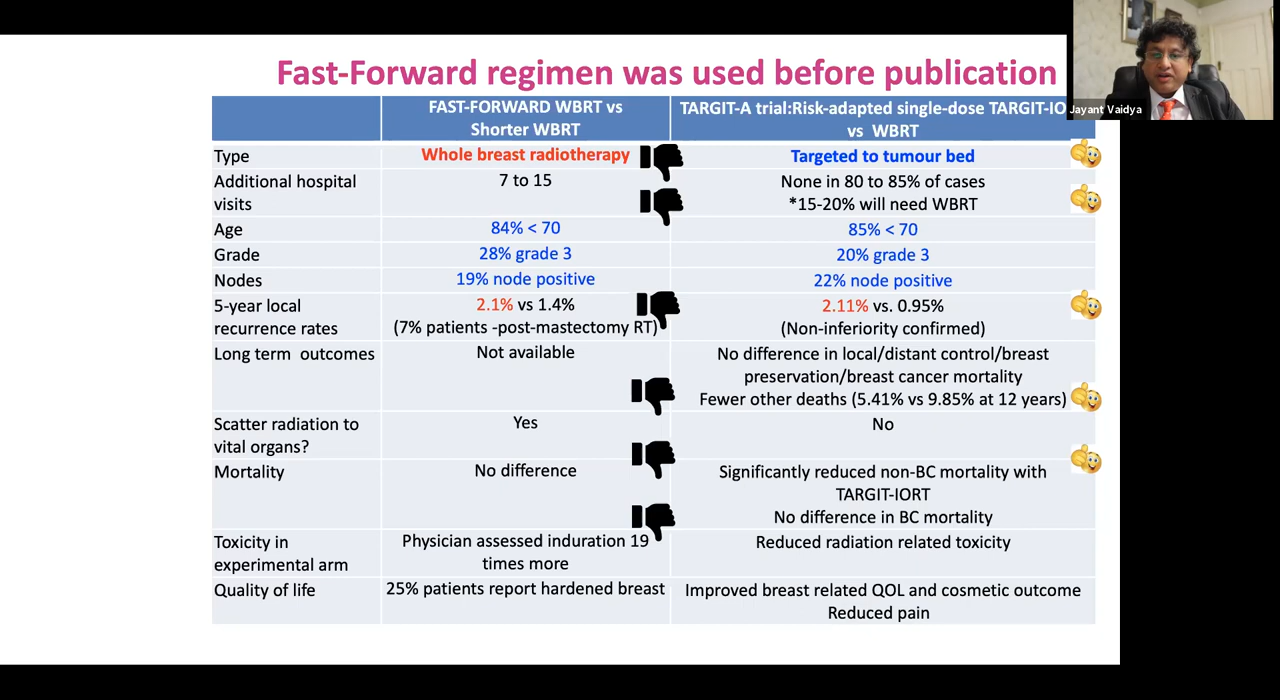 Fast-Forward regimen was used before publication
Jayant Vaidya
FAST-FORWARD WBRT vs
Shorter WBRT
TARGIT-A trial:Risk-adapted single-dose TARGIT-IO
vs WBRT
Type
Whole breast radiotherapy
Targeted to tumour bed
Additional hospital
visits
7 to 15
None in 80 to 85% of cases
*15-20% will need WBRT
Age
84% < 70
85% < 70
Grade
28% grade 3
20% grade 3
Nodes
19% node positive
22% node positive
5-year local
recurrence rates
2.1% vs 1.4%
(7% patients -post-mastectomy RT)
2.11% vs. 0.95%
(Non-inferiority confirmed)
Long term outcomes
Not available
No difference in local/distant control/breast
preservation/breast cancer mortality
Fewer other deaths (5.41% vs 9.85% at 12 years)
Scatter radiation to
vital organs?
Yes
No
Mortality
No difference
Significantly reduced non-BC mortality with
TARGIT-IORT
No difference in BC mortality
Toxicity in
experimental arm
Physician assessed induration 19
times more
Reduced radiation related toxicity
Quality of life
25% patients report hardened breast
Improved breast related QOL and cosmetic outcome
Reduced pain